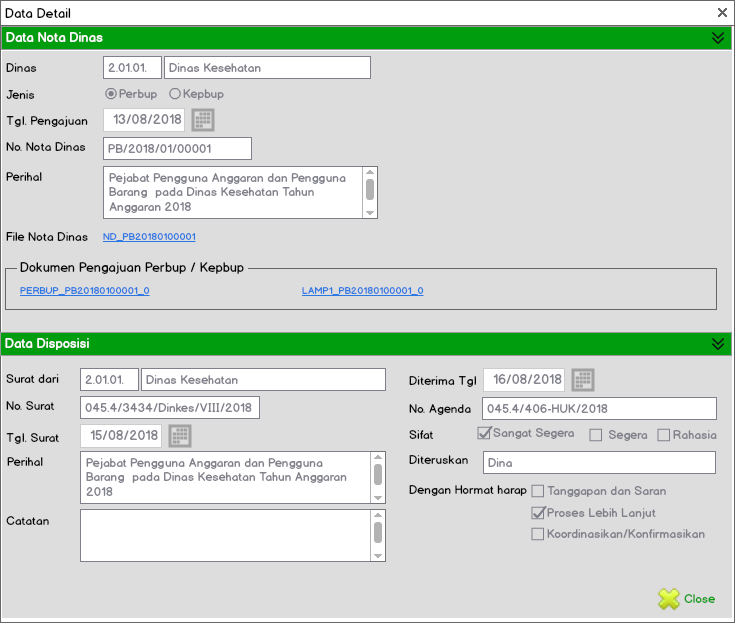 Data Detail
Data Nota Dinas
Dinas 2.01.01. Dinas Kesehatan
Jenis Perbup Kepbup
Tgl. Pengajuan 13/08/2018
No. Nota Dinas PB/2018/01/00001
Perihal Pejabat Pengguna Anggaran dan Pengguna
Barang pada Dinas Kesehatan Tahun
Anggaran 2018
File Nota Dinas ND_PB20180100001
Dokumen Pengajuan Perbup / Kepbup
PERBUP_PB20180100001_0 LAMP1_PB20180100001_0
Data Disposisi
Surat dari 2.01.01. Dinas Kesehatan
No. Surat 045.4/3434/Dinkes/VIII/2018
Tgl. Surat 15/08/2018
Perihal Pejabat Pengguna Anggaran dan Pengguna
Barang pada Dinas Kesehatan Tahun Anggaran
2018
Catatan
Diterima Tgl 16/08/2018
No. Agenda 045.4/406-HUK/2018
Sifat Sangat Segera Segera Rahasia
Diteruskan Dina
Dengan Hormat harap Tanggapan dan Saran
Proses Lebih Lanjut
Koordinasikan/Konfirmasikan
Close